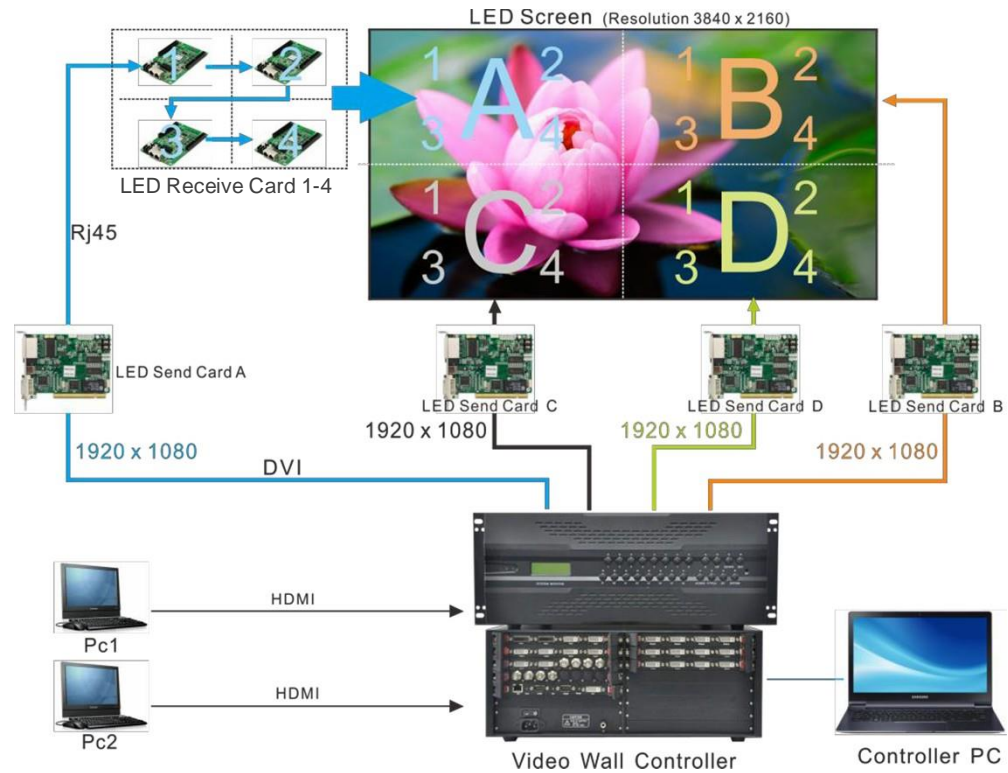 LED Screen (Resolution 3840 x 2160)
1 2
3 4
LED Receive Card 1-4
1 A 2
3 4
1 B 2
3 4
1 C 2
3 4
1 D 2
3 4
Rj45
LED Send Card A
LED Send Card C
LED Send Card D
LED Send Card B
1920 x 1080
1920 x 1080
1920 x 1080
1920 x 1080
DVI
HDMI
Pc1
HDMI
Pc2
Video Wall Controller
Controller PC